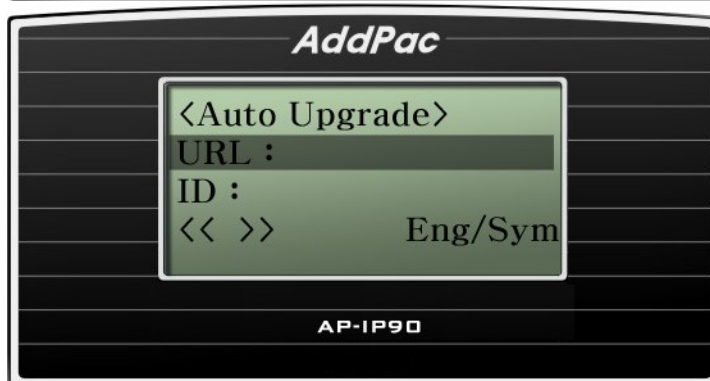 AddPac
<Auto Upgrade>
URL :
ID :
<< >> Eng/Sym
AP-IP90